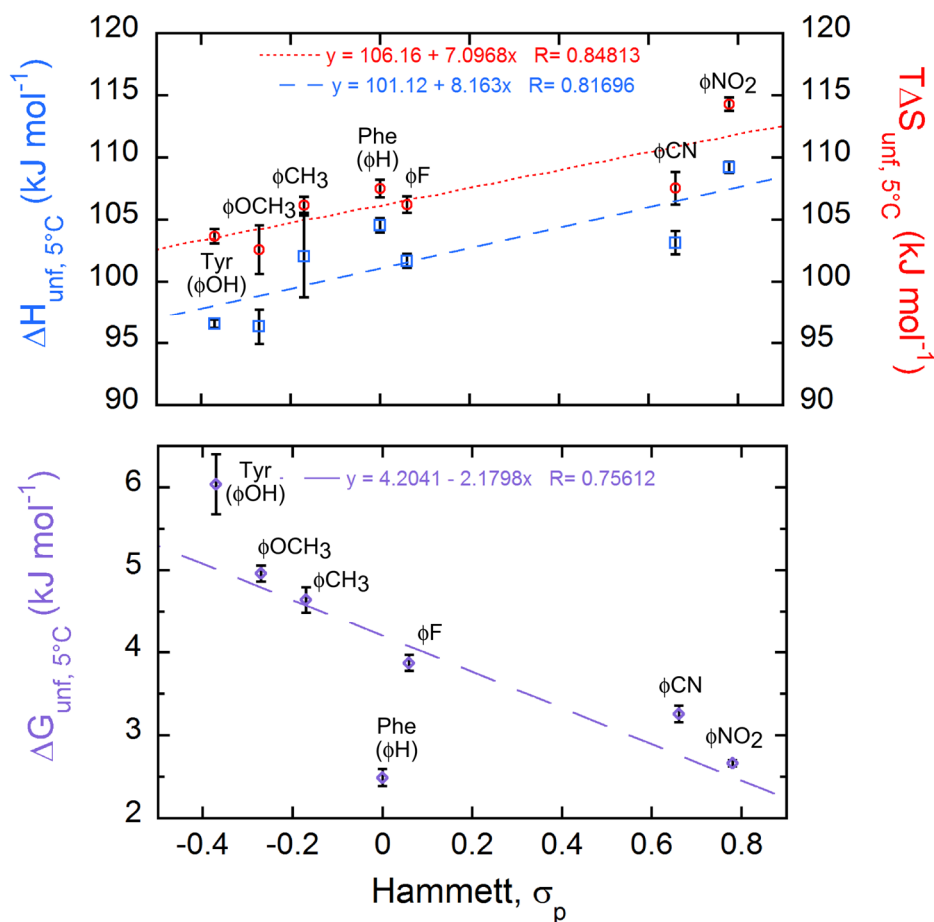 120
120
y = 106.16 + 7.0968x R= 0.84813
y = 101.12 + 8.163x R= 0.81696
115
115
ϕNO2
Phe
(ϕH)
110
110
ϕCH3
ϕF
ϕCN
ϕOCH3
105
105
Tyr
(ϕOH)
100
100
95
95
90
90
ΔHunf, 5°C (kJ mol-1)
TΔSunf, 5°C (kJ mol-1)
6
Tyr
(ϕOH)
y = 4.2041 - 2.1798x R= 0.75612
ϕOCH3
5
ϕCH3
ϕF
4
ϕCN
Phe
(ϕH)
ϕNO2
3
2
ΔGunf, 5°C (kJ mol-1)
-0.4 -0.2 0 0.2 0.4 0.6 0.8
Hammett, σp